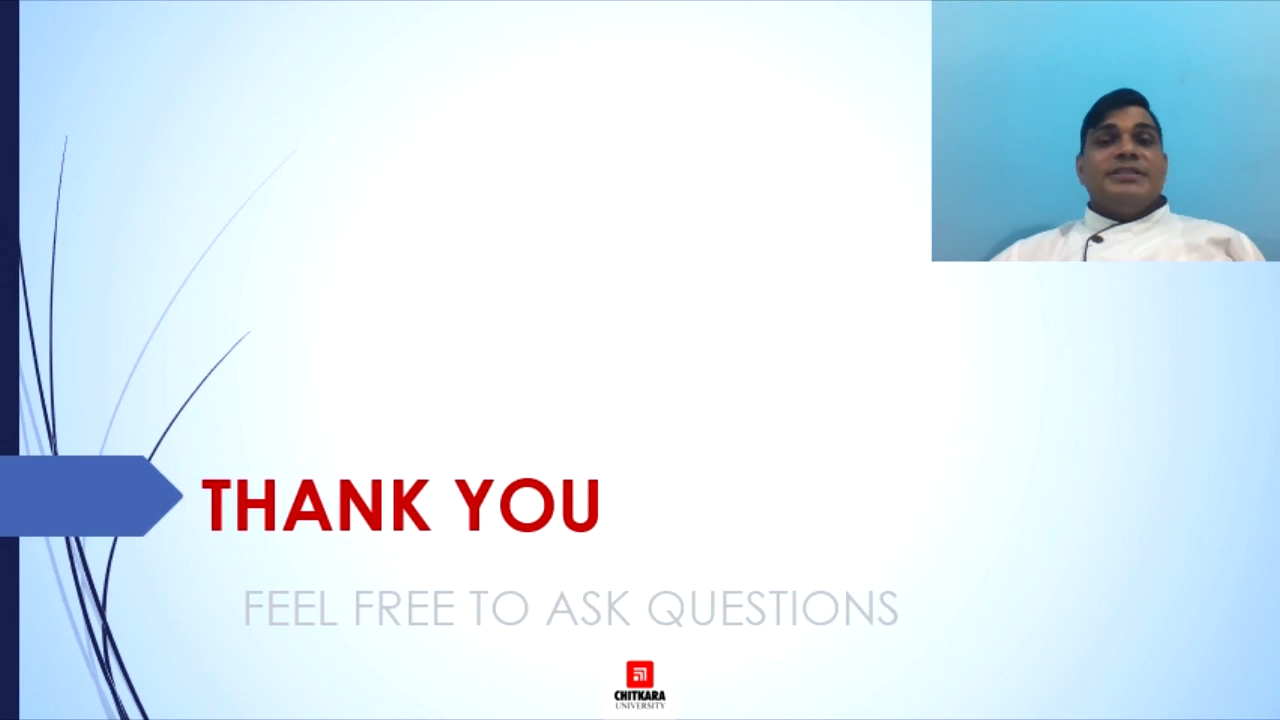 THANK YOU
FEEL FREE TO ASK QUESTIONS
CHITKARA
UNIVERSITY